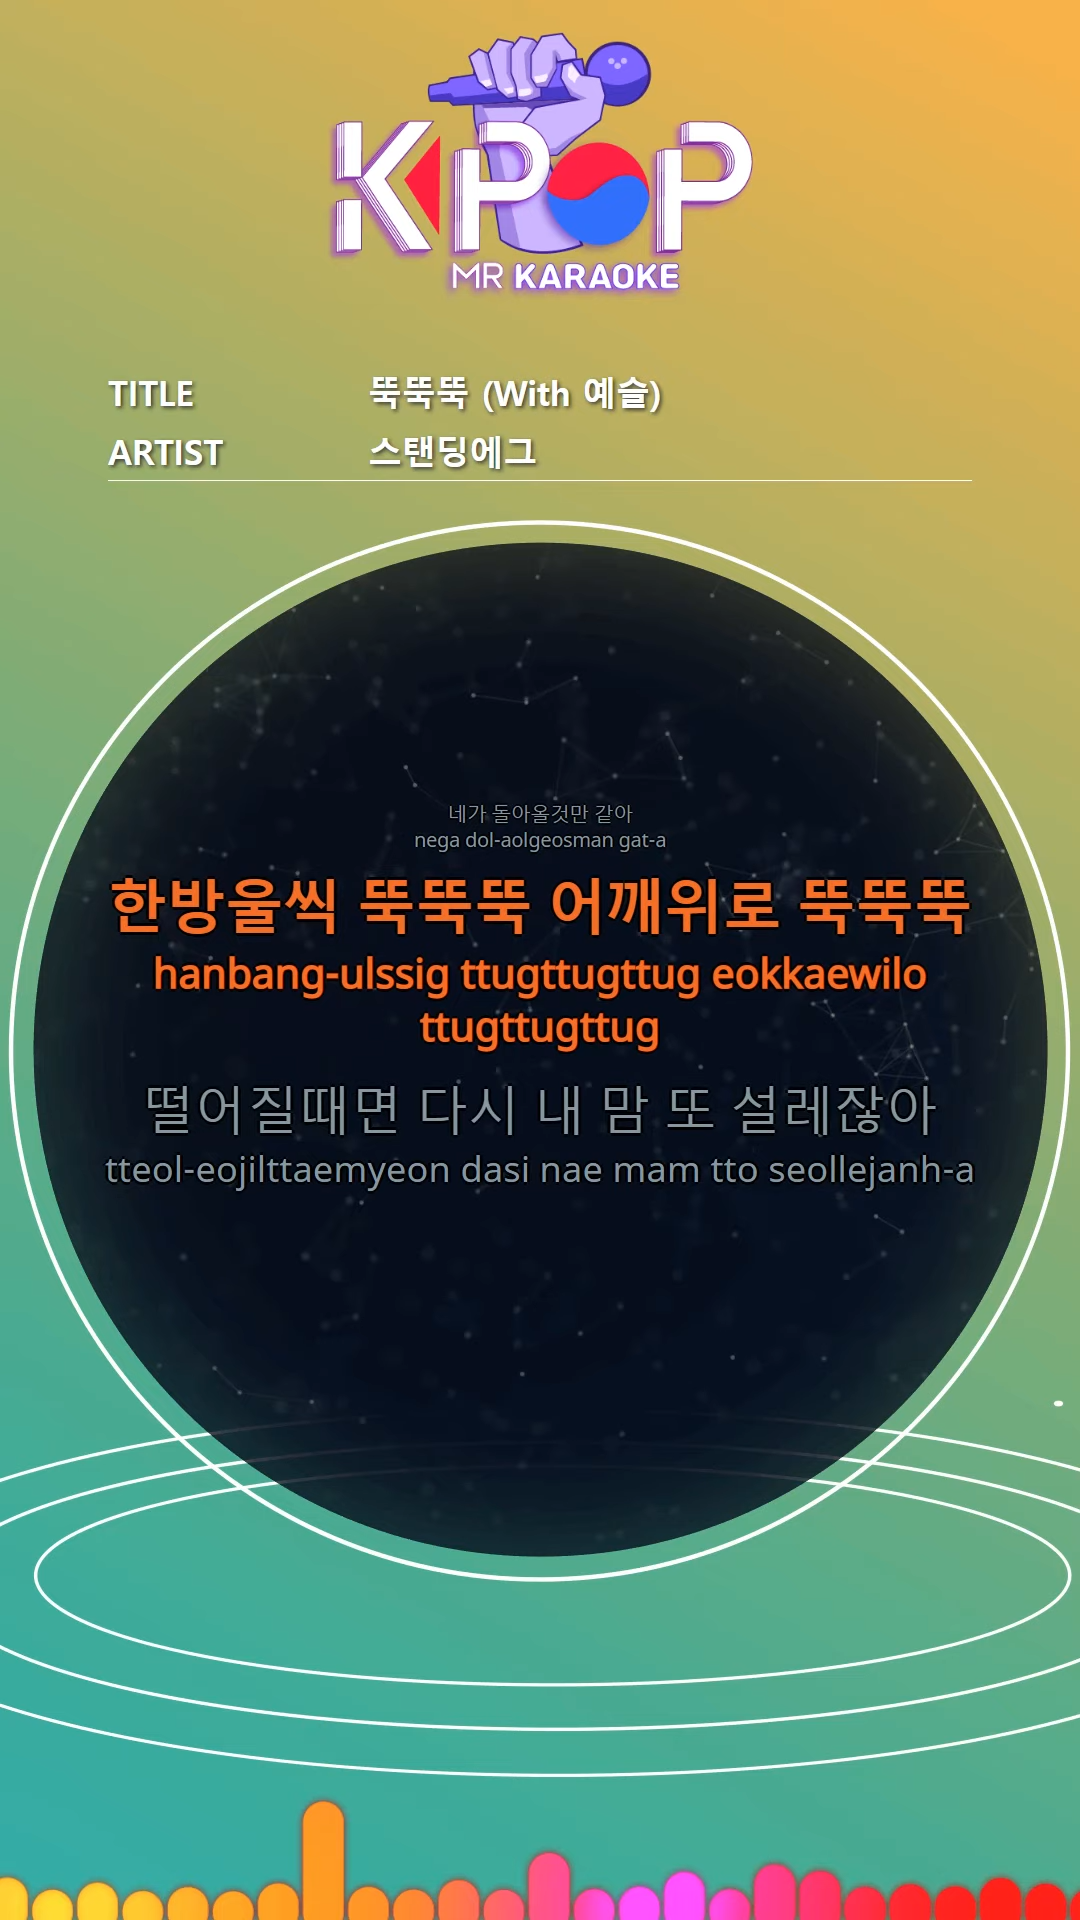 KPOP
MR KARAOKE
TITLE 뚝뚝뚝 (With 예슬)
ARTIST 스탠딩에그
네가 돌아올것만 같아
nega dol-aolgeosman gat-a
한방울씩 뚝뚝뚝 어깨위로 뚝뚝뚝
hanbang-ulssig ttugttugttug eokkaewilo
ttugttugttug
떨어질때면 다시 내 맘 또 설레잖아
tteol-eojilttaemyeon dasi nae mam tto seollejanh-a